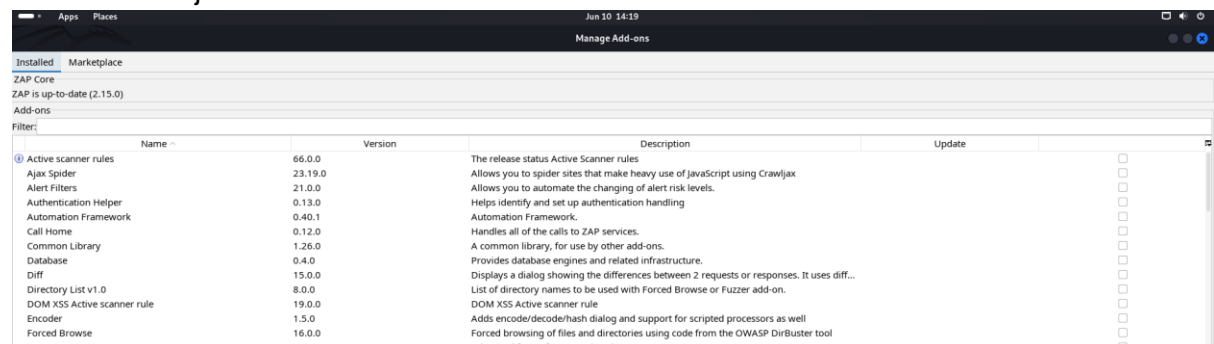 Apps Places Jun 10 14:19
Manage Add-ons
Installed Marketplace
ZAP Core
ZAP is up-to-date (2.15.0)
Add-ons
Filter:
Name Version Description Update
Active scanner rules 66.0.0 The release status Active Scanner rules
Ajax Spider 23.19.0 Allows you to spider sites that make heavy use of JavaScript using Crawljax
Alert Filters 21.0.0 Allows you to automate the changing of alert risk levels.
Authentication Helper 0.13.0 Helps identify and set up authentication handling
Automation Framework 0.40.1 Automation Framework.
Call Home 0.12.0 Handles all of the calls to ZAP services.
Common Library 1.26.0 A common library, for use by other add-ons.
Database 0.4.0 Provides database engines and related infrastructure.
Diff 15.0.0 Displays a dialog showing the differences between 2 requests or responses. It uses diff...
Directory List v1.0 8.0.0 List of directory names to be used with Forced Browse or Fuzzer add-on.
DOM XSS Active scanner rule 19.0.0 DOM XSS Active scanner rule
Encoder 1.5.0 Adds encode/decode/hash dialog and support for scripted processors as well
Forced Browse 16.0.0 Forced browsing of files and directories using code from the OWASP DirBuster tool